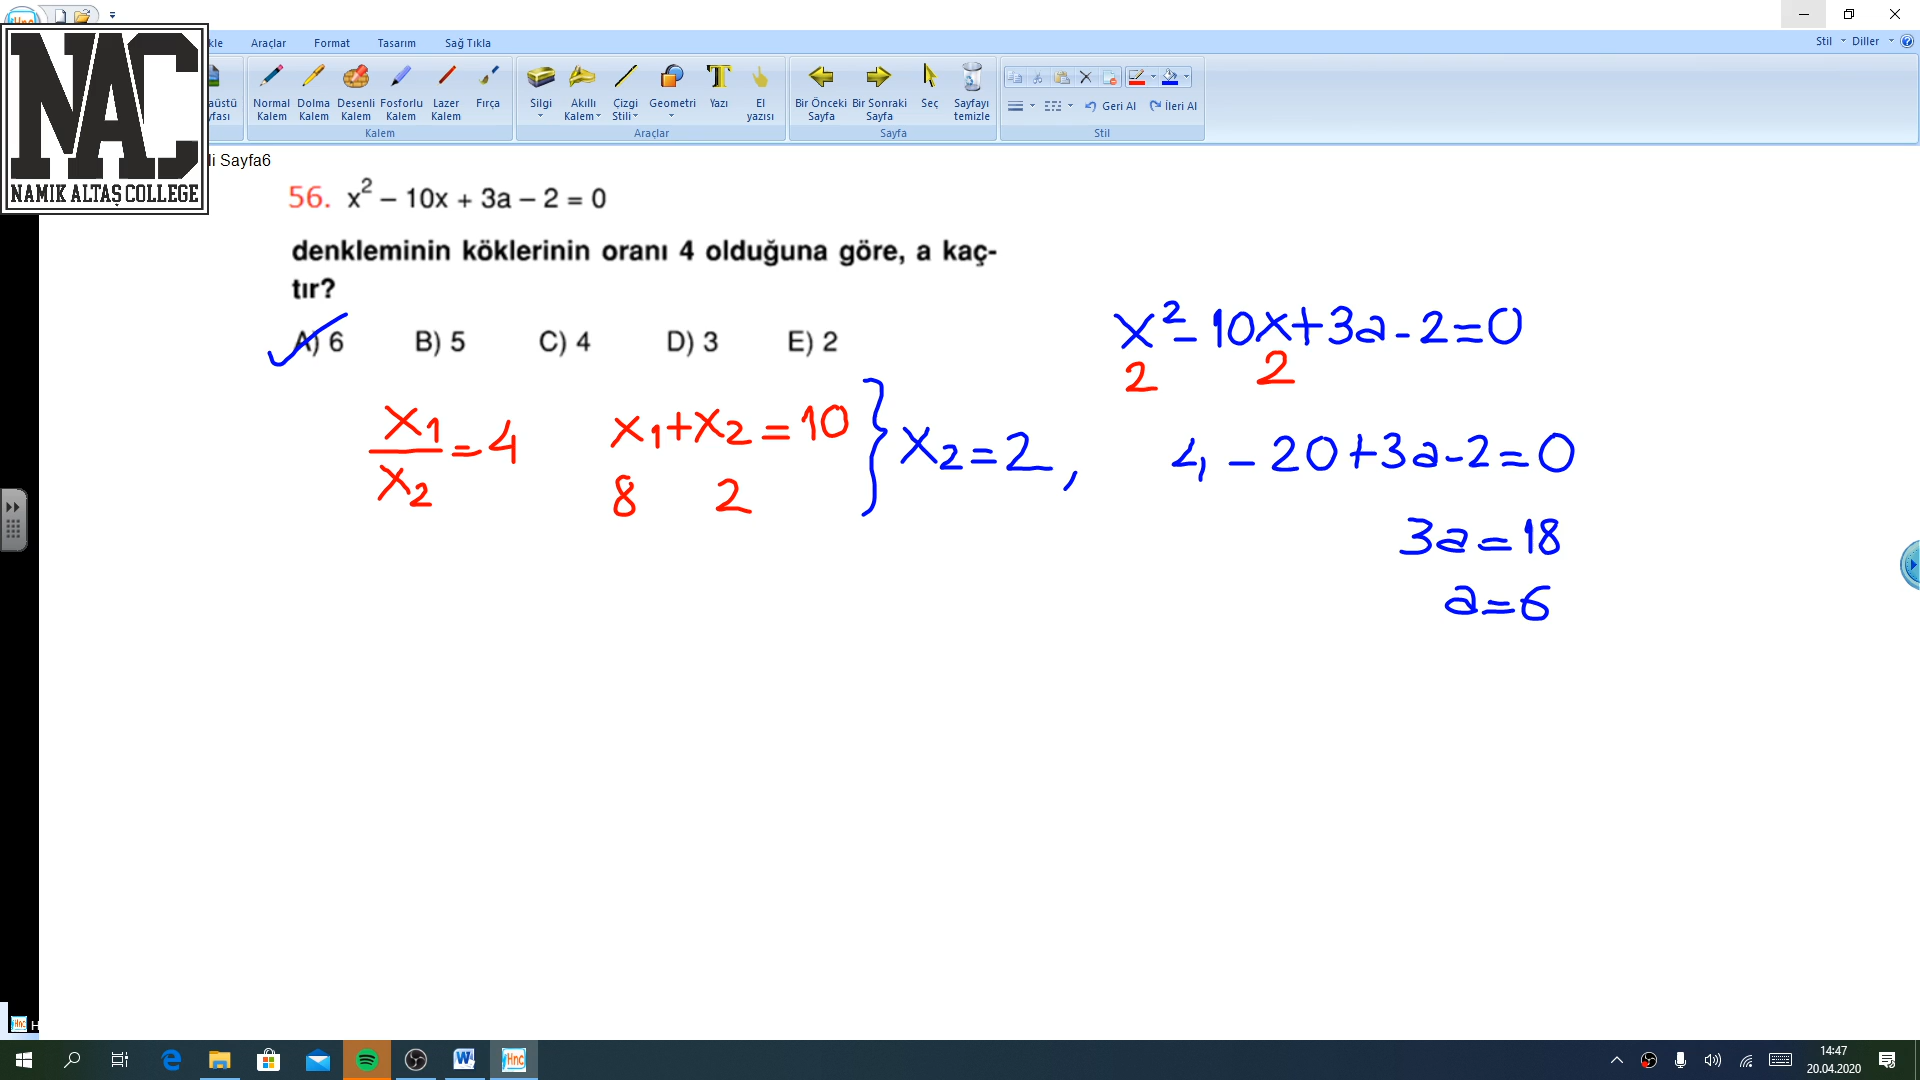 kle Araçlar Format Tasarım Sağ Tıkla Stil Diller
Normal Kalem Dolma Kalem Desenli Kalem Fosforlu Kalem Lazer Kalem Fırça Silgi Akıllı Kalem Çizgi Stili Geometri Yazı El yazısı Bir Önceki Sayfa Bir Sonraki Sayfa Seç Sayfayı temizle Geri Al İleri Al
Kalem Araçlar Sayfa Stil
NAC
NAMIK ALTAŞ COLLEGE
li Sayfa6
56. x² – 10x + 3a – 2 = 0
denkleminin köklerinin oranı 4 olduğuna göre, a kaç-
tır?
A) 6 B) 5 C) 4 D) 3 E) 2
x₁/x₂ = 4 x₁+x₂ = 10 } x₂ = 2 ,
8 2
x² - 10x + 3a - 2 = 0
2 2
4 - 20 + 3a - 2 = 0
3a = 18
a = 6
14:47
20.04.2020